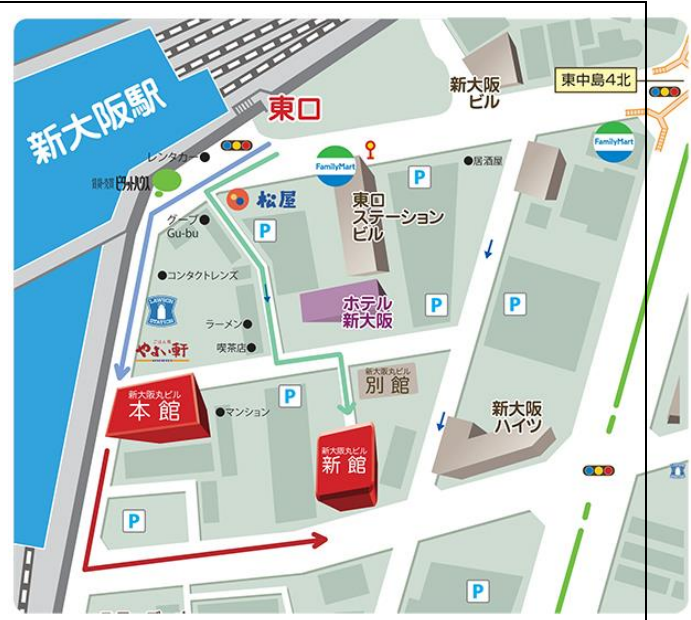 新大阪駅
東口
新大阪
ビル
東中島4北
レンタカー
FamilyMart
FamilyMart
居酒屋
P
松屋
東口
ステーション
ビル
グーブ
Gu-bu
P
コンタクトレンズ
LAWSON
STATION
ホテル
新大阪
P
P
ラーメン
喫茶店
やよい軒
新大阪丸ビル
本館
マンション
P
新大阪丸ビル
別館
新大阪
ハイツ
新大阪丸ビル
新館
P
P